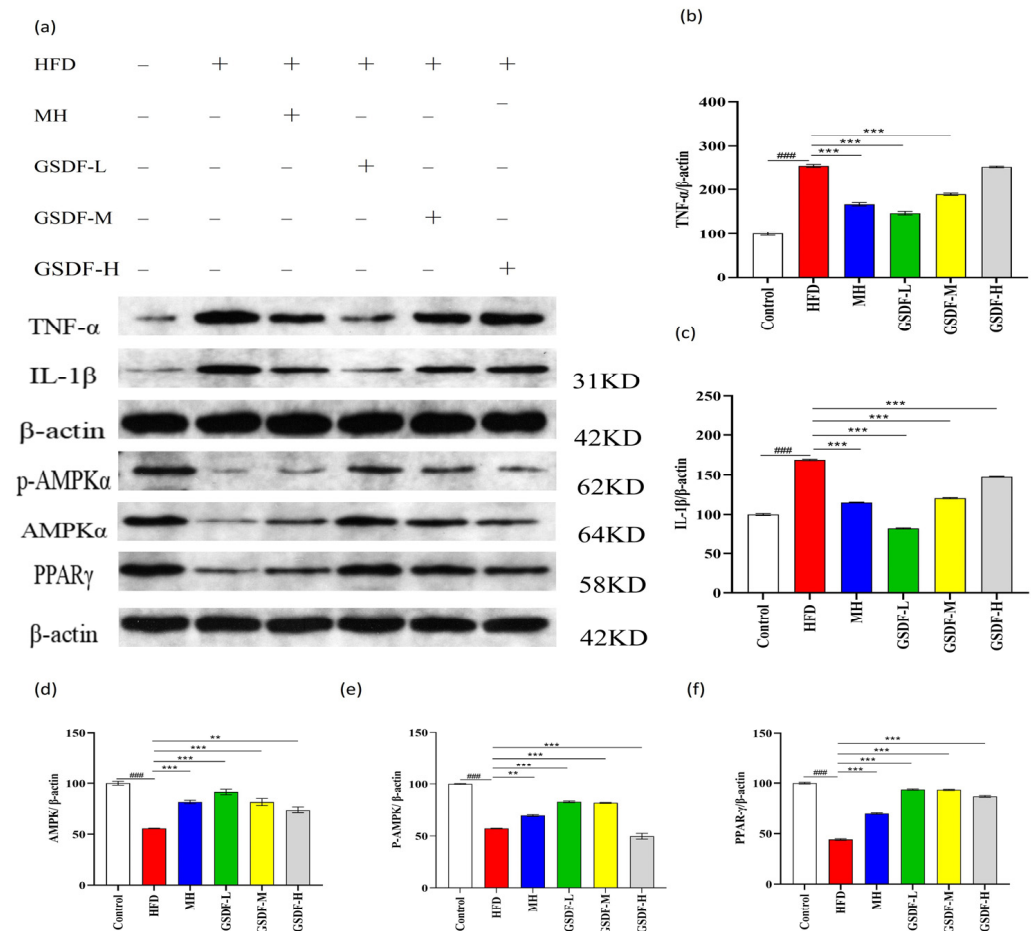 (a)
HFD – + + + + +
MH – – + – – –
GSDF-L – – – + – –
GSDF-M – – – – + –
GSDF-H – – – – – +
TNF-α
IL-1β 31KD
β-actin 42KD
p-AMPKα 62KD
AMPKα 64KD
PPARγ 58KD
β-actin 42KD
(b)
TNF-α/β-actin
400
300
200
100
0
###
***
***
***
Control HFD MH GSDF-L GSDF-M GSDF-H
(c)
IL-1β/β-actin
250
200
150
100
50
0
###
***
***
***
***
Control HFD MH GSDF-L GSDF-M GSDF-H
(d)
AMPK/ β-actin
150
100
50
0
###
**
***
***
***
Control HFD MH GSDF-L GSDF-M GSDF-H
(e)
P-AMPK/ β-actin
150
100
50
0
###
***
***
***
**
Control HFD MH GSDF-L GSDF-M GSDF-H
(f)
PPAR-γ/β-actin
150
100
50
0
###
***
***
***
***
Control HFD MH GSDF-L GSDF-M GSDF-H